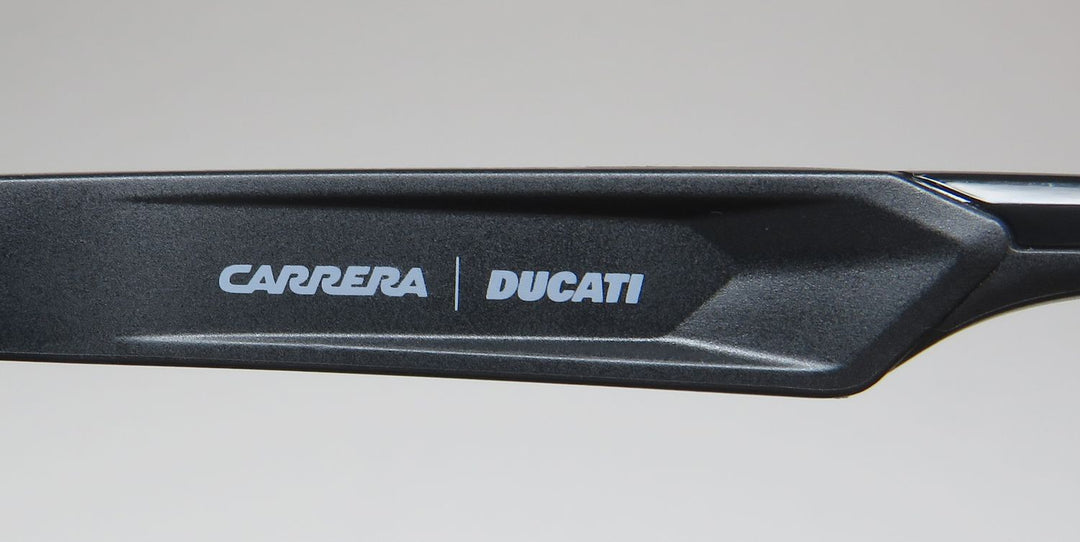 CARRERA | DUCATI